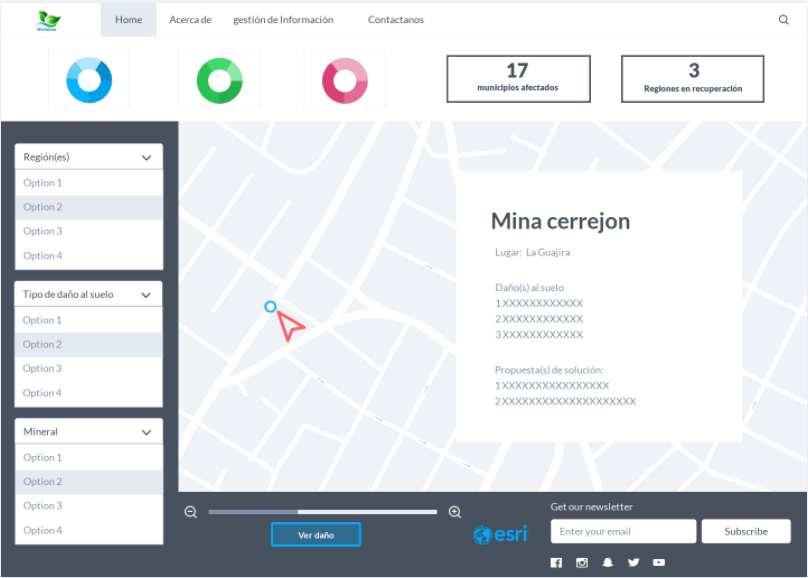 Home
Acerca de
gestión de Información
Contactanos
17
municipios afectados
3
Regiones en recuperación
Región(es)
Option 1
Option 2
Option 3
Option 4
Tipo de daño al suelo
Option 1
Option 2
Option 3
Option 4
Mineral
Option 1
Option 2
Option 3
Option 4
Mina cerrejon
Lugar: La Guajira
Daño(s) al suelo
1 XXXXXXXXXXXX
2 XXXXXXXXXXXX
3 XXXXXXXXXXXX
Propuesta(s) de solución:
1 XXXXXXXXXXXXXXXX
2 XXXXXXXXXXXXXXXXXXXX
Ver daño
esri
Get our newsletter
Enter your email
Subscribe